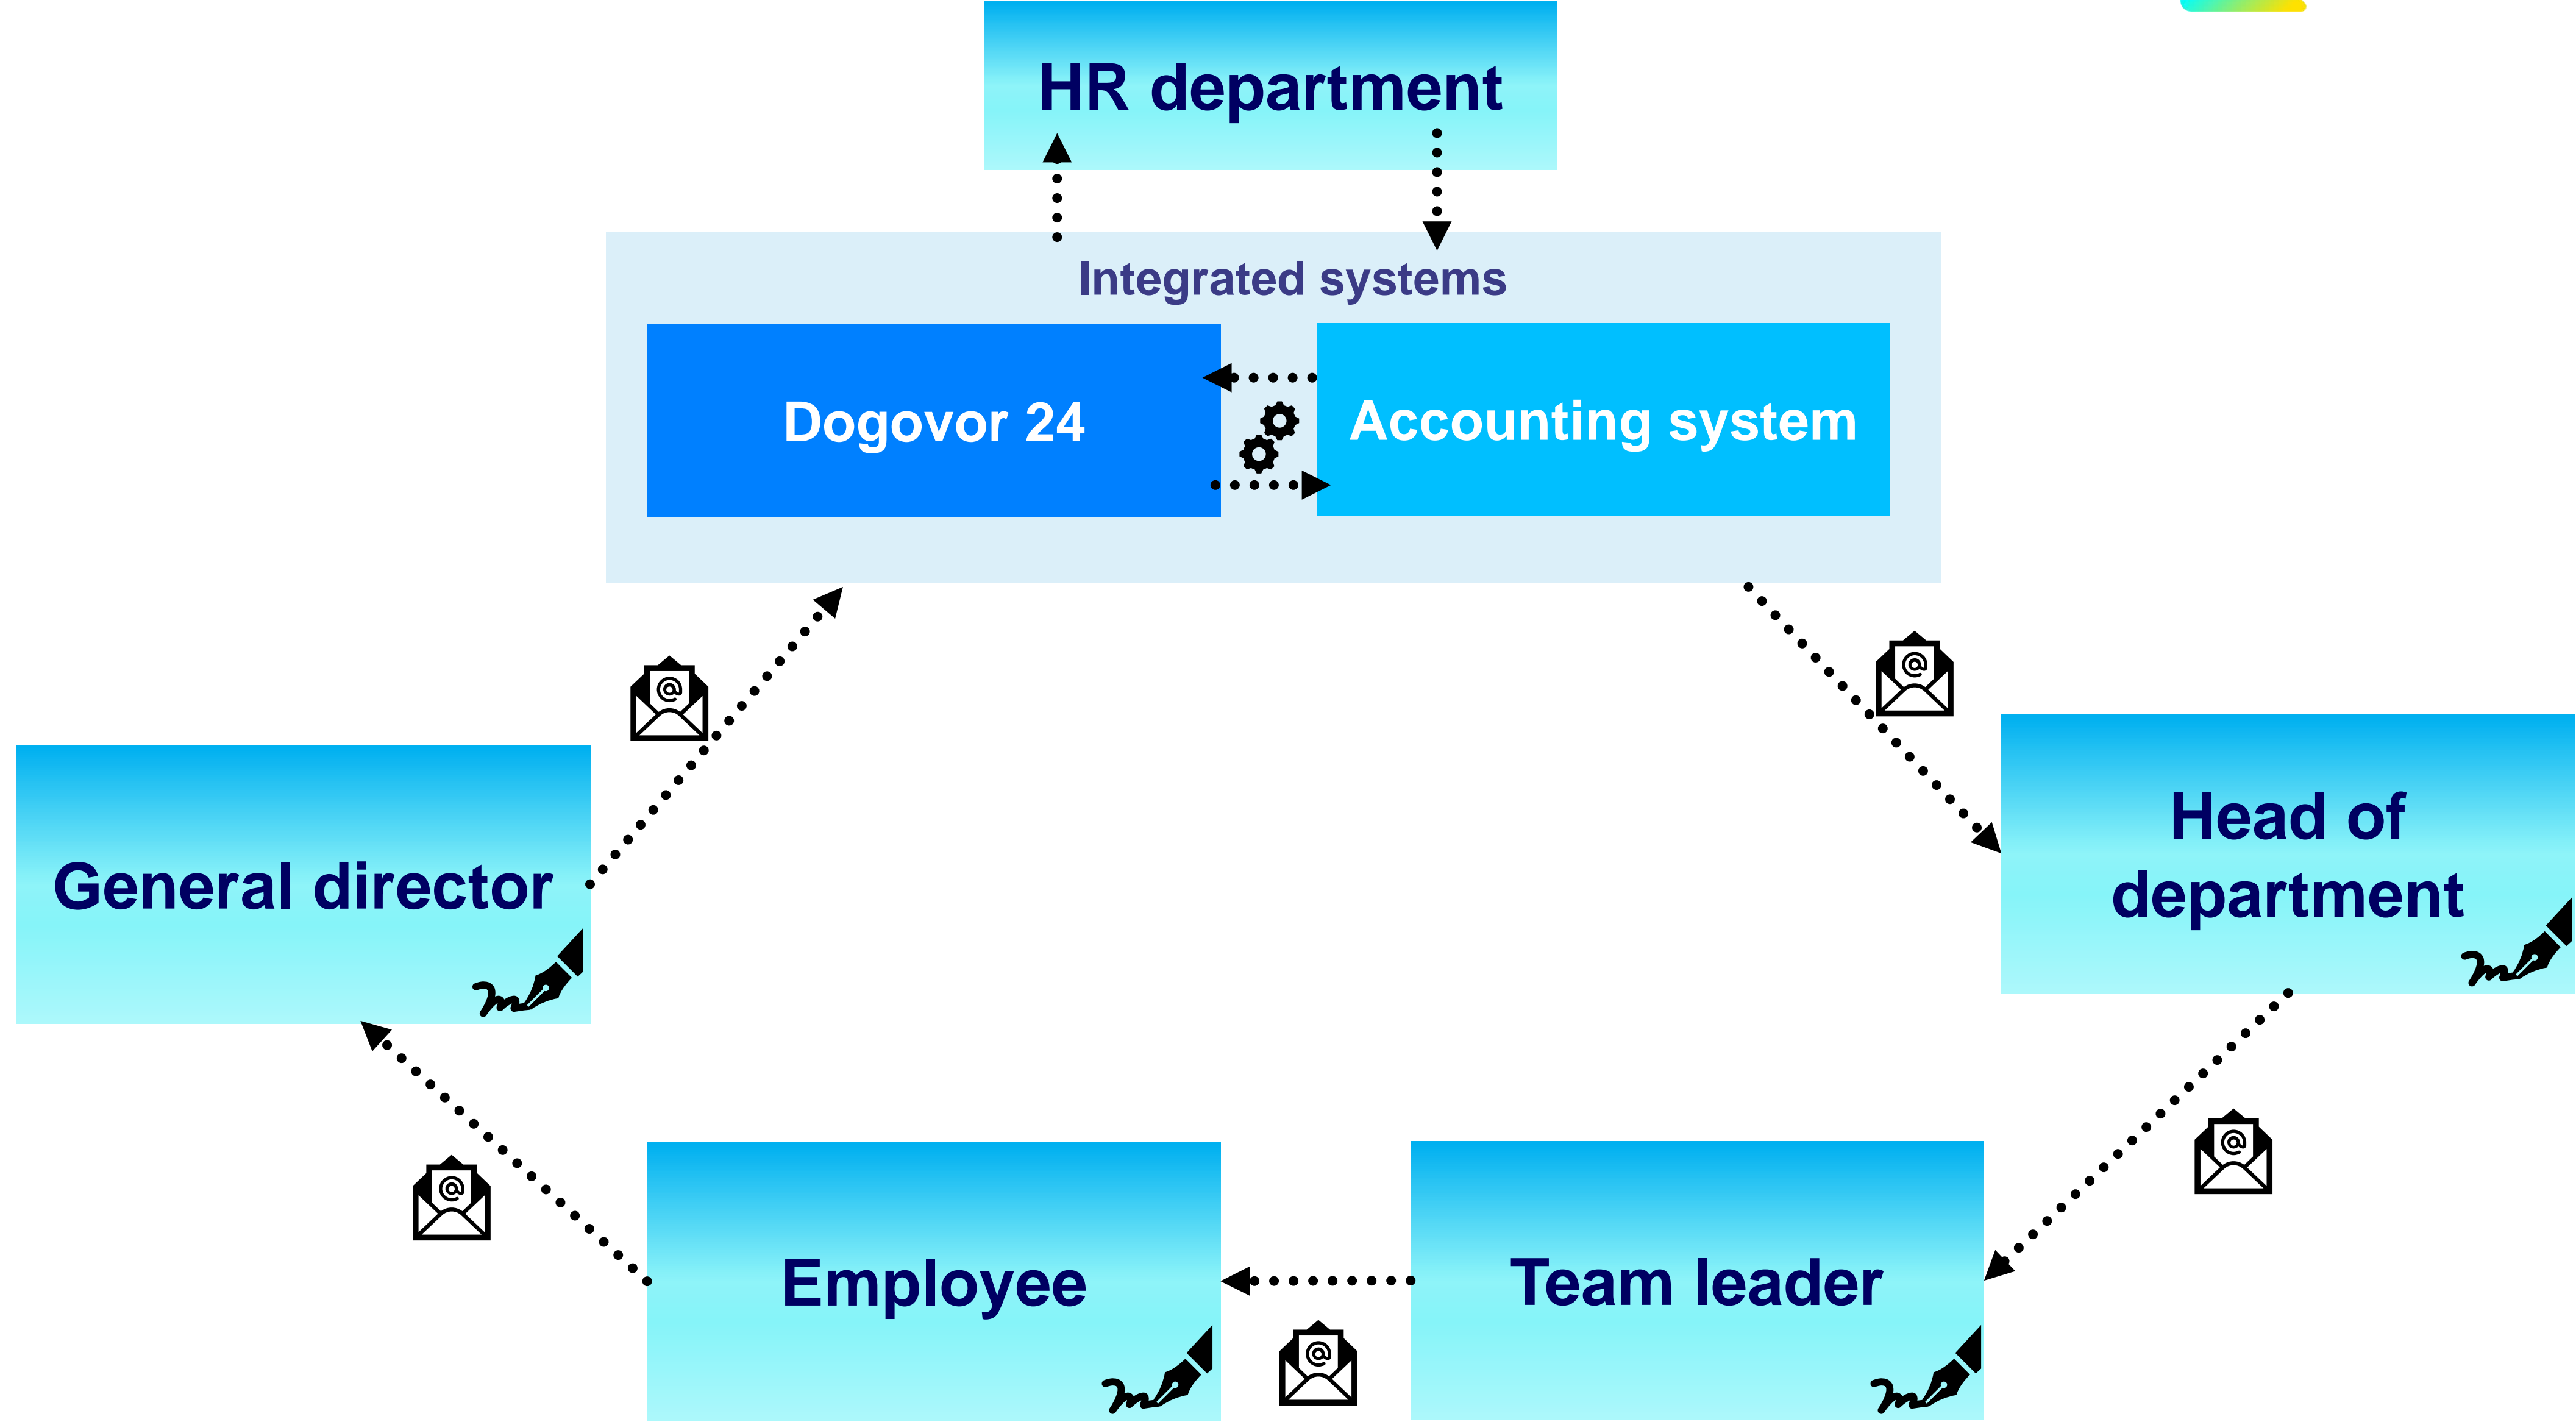 HR department
Integrated systems
Dogovor 24
Accounting system
General director
Head of
department
Employee
Team leader